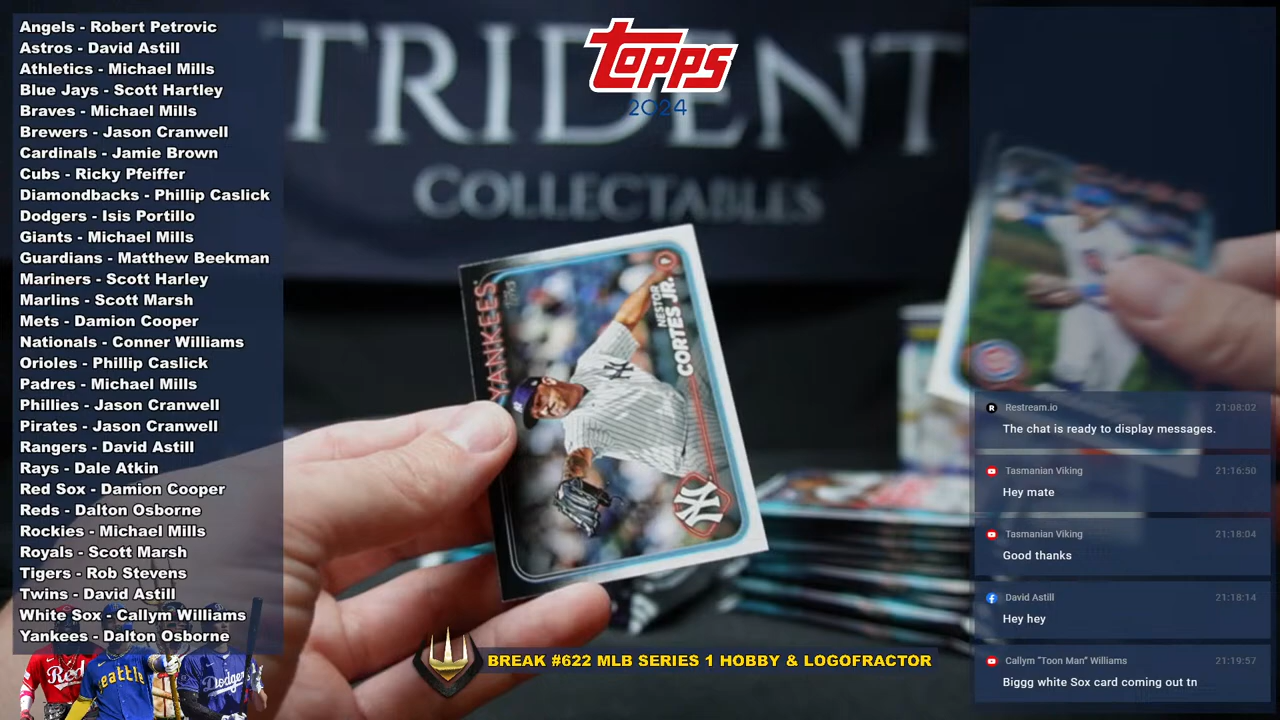 Angels - Robert Petrovic
Astros - David Astill
Athletics - Michael Mills
Blue Jays - Scott Hartley
Braves - Michael Mills
Brewers - Jason Cranwell
Cardinals - Jamie Brown
Cubs - Ricky Pfeiffer
Diamondbacks - Phillip Caslick
Dodgers - Isis Portillo
Giants - Michael Mills
Guardians - Matthew Beekman
Mariners - Scott Harley
Marlins - Scott Marsh
Mets - Damion Cooper
Nationals - Conner Williams
Orioles - Phillip Caslick
Padres - Michael Mills
Phillies - Jason Cranwell
Pirates - Jason Cranwell
Rangers - David Astill
Rays - Dale Atkin
Red Sox - Damion Cooper
Reds - Dalton Osborne
Rockies - Michael Mills
Royals - Scott Marsh
Tigers - Rob Stevens
Twins - David Astill
White Sox - Callym Williams
Yankees - Dalton Osborne
Reds
seattle
Dodgers
TRIDENT
COLLECTABLES
topps
2024
YANKEES
NESTOR
CORTES JR.
NY
BREAK #622 MLB SERIES 1 HOBBY & LOGOFRACTOR
CUBS
Restream.io 21:08:02
The chat is ready to display messages.
Tasmanian Viking 21:16:50
Hey mate
Tasmanian Viking 21:18:04
Good thanks
David Astill 21:18:14
Hey hey
Callym "Toon Man" Williams 21:19:57
Biggg white Sox card coming out tn